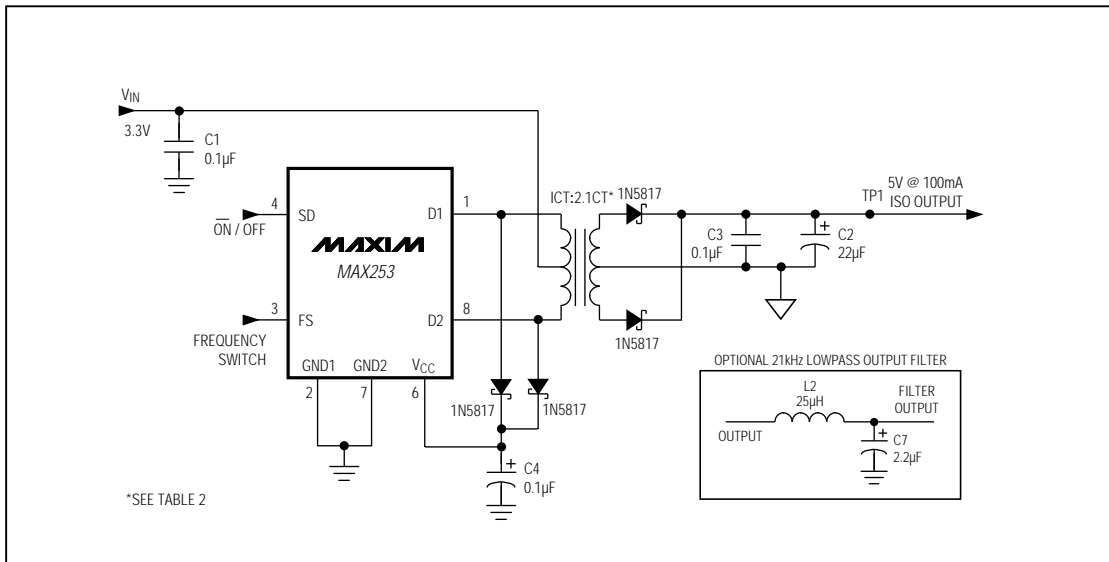 VIN
3.3V
C1
0.1µF
4
SD
ON / OFF
3
FS
FREQUENCY
SWITCH
MAXIM
MAX253
D1
1
D2
8
GND1
GND2
VCC
2
7
6
1N5817
1N5817
C4
0.1µF
+
ICT:2.1CT*
1N5817
1N5817
C3
0.1µF
+
C2
22µF
TP1
5V @ 100mA
ISO OUTPUT
OPTIONAL 21kHz LOWPASS OUTPUT FILTER
L2
25µH
OUTPUT
FILTER
OUTPUT
+
C7
2.2µF
*SEE TABLE 2